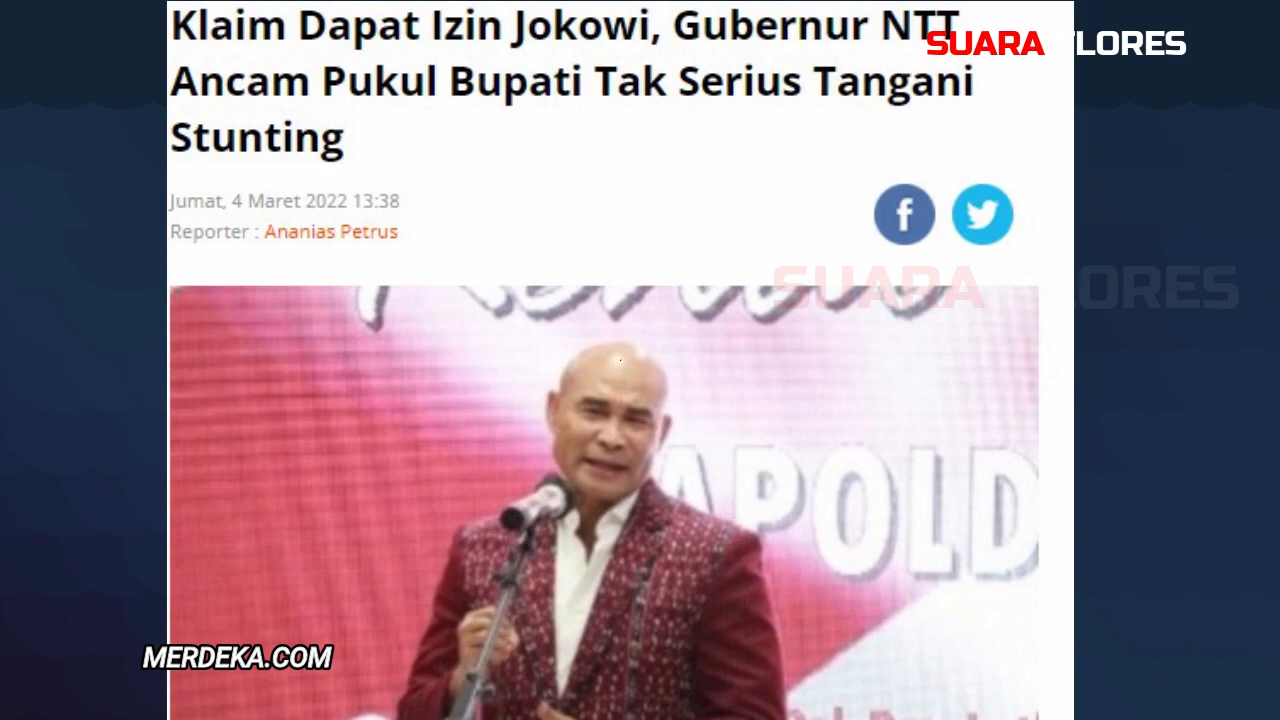 Klaim Dapat Izin Jokowi, Gubernur NTT
Ancam Pukul Bupati Tak Serius Tangani
Stunting
SUARA FLORES
Jumat, 4 Maret 2022 13:38
Reporter : Ananias Petrus
SUARA FLORES
APOLD
MERDEKA.COM